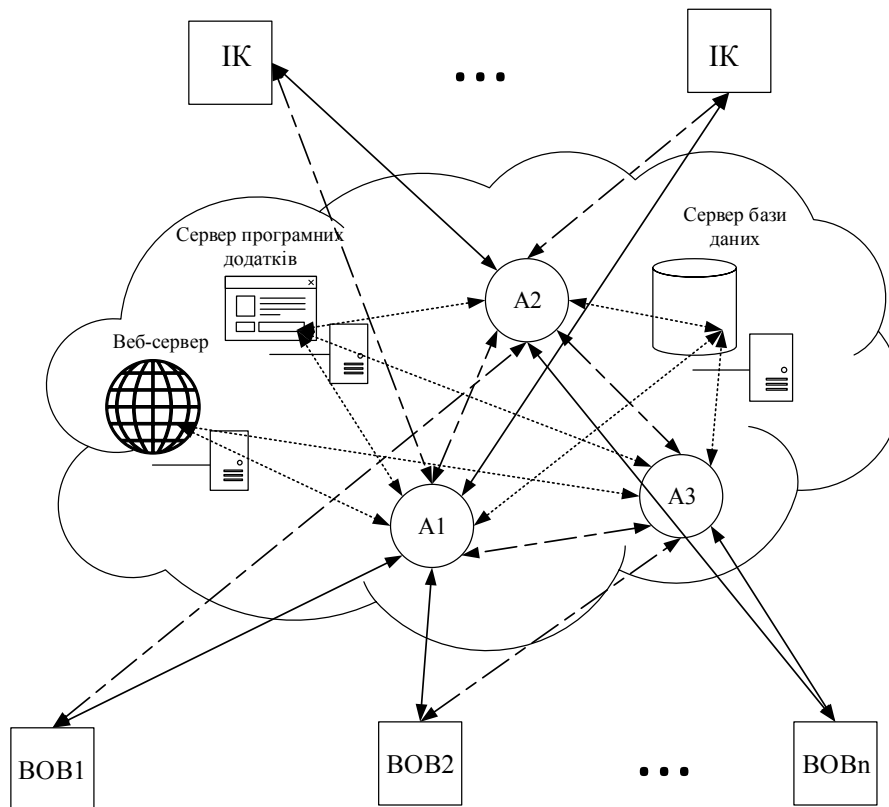 ІК
...
ІК
Сервер програмних
додатків
Сервер бази
даних
Веб-сервер
А2
А1
А3
ВОВ1
ВОВ2
...
ВОВn